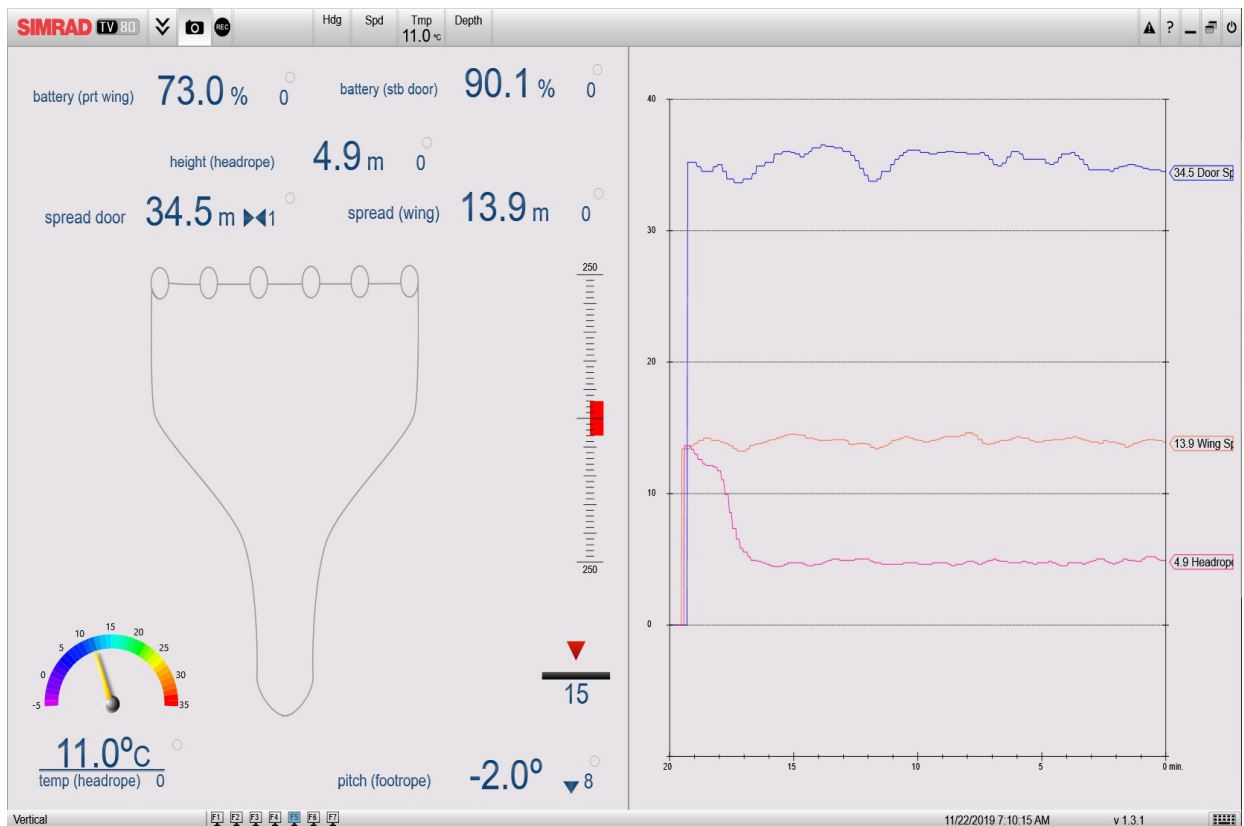 SIMRAD TV 80 REC Hdg Spd Tmp Depth ?
11.0 °C
battery (prt wing) 73.0 % 0 battery (stb door) 90.1 % 0
height (headrope) 4.9 m 0
spread door 34.5 m 1 spread (wing) 13.9 m 0
250
250
15
-5 0 5 10 15 20 25 30 35
11.0ºC
temp (headrope) 0
pitch (footrope) -2.0º 8
40
34.5 Door Sp
30
20
13.9 Wing Sp
10
4.9 Headrope
0
20 15 10 5 0 min.
Vertical F1 F2 F3 F4 F5 F6 F7 11/22/2019 7:10:15 AM v 1.3.1